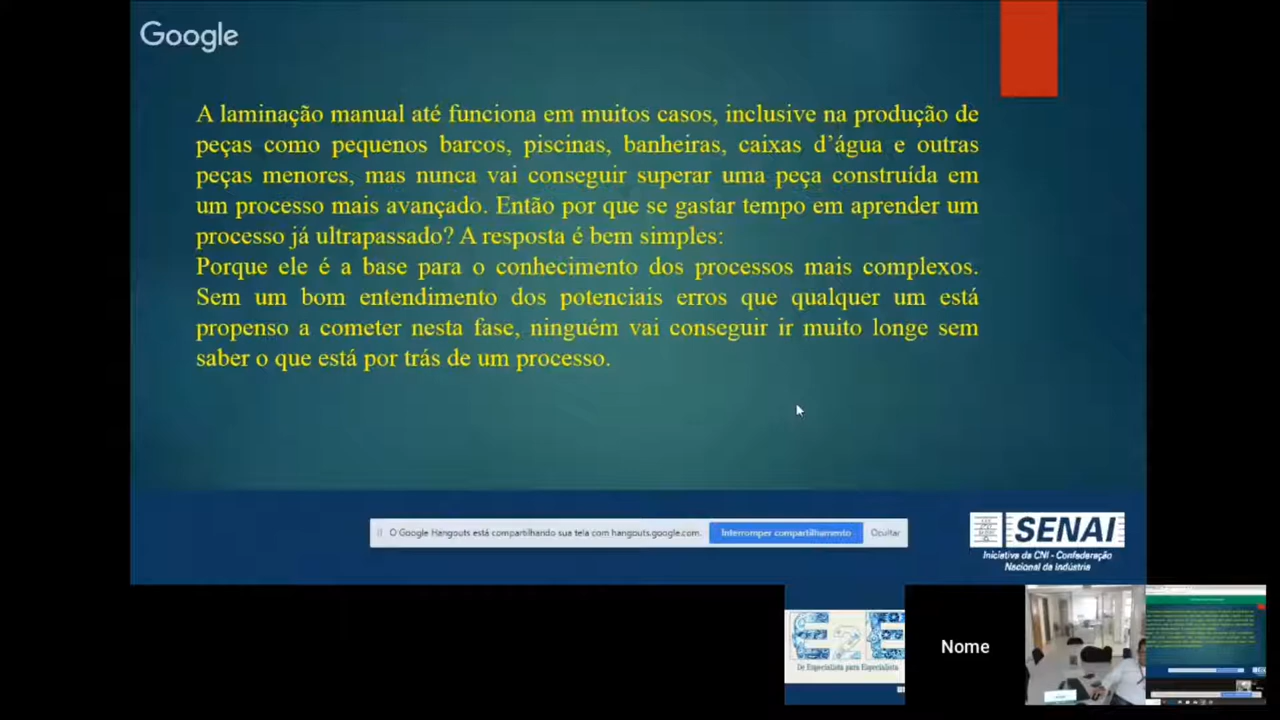 Google
A laminação manual até funciona em muitos casos, inclusive na produção de
peças como pequenos barcos, piscinas, banheiras, caixas d’água e outras
peças menores, mas nunca vai conseguir superar uma peça construída em
um processo mais avançado. Então por que se gastar tempo em aprender um
processo já ultrapassado? A resposta é bem simples:
Porque ele é a base para o conhecimento dos processos mais complexos.
Sem um bom entendimento dos potenciais erros que qualquer um está
propenso a cometer nesta fase, ninguém vai conseguir ir muito longe sem
saber o que está por trás de um processo.
O Google Hangouts está compartilhando sua tela com hangouts.google.com. Interromper compartilhamento Ocultar
SENAI
Iniciativa da CNI - Confederação
Nacional da Indústria
E2E
De Especialista para Especialista
Nome